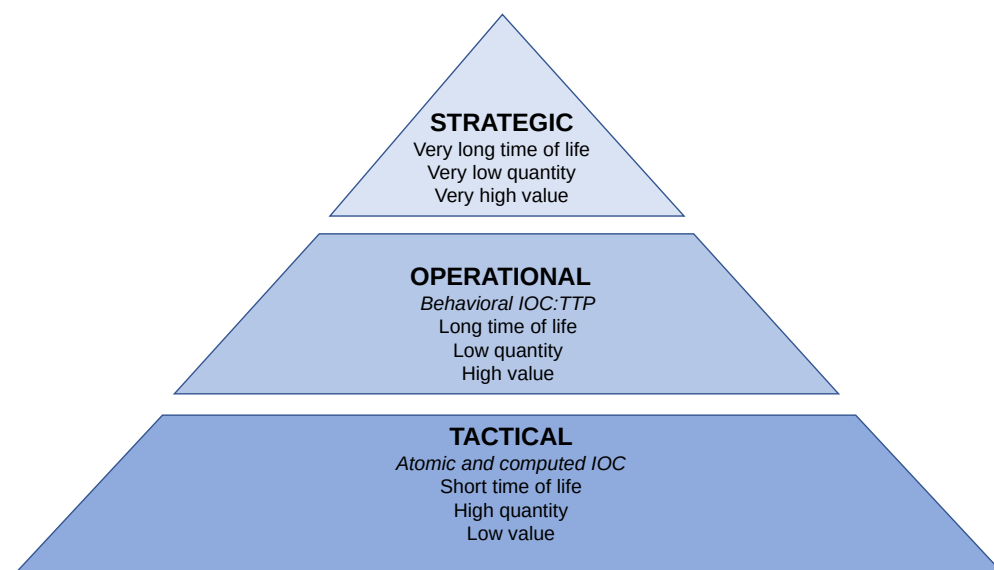 STRATEGIC
Very long time of life
Very low quantity
Very high value
OPERATIONAL
Behavioral IOC:TTP
Long time of life
Low quantity
High value
TACTICAL
Atomic and computed IOC
Short time of life
High quantity
Low value